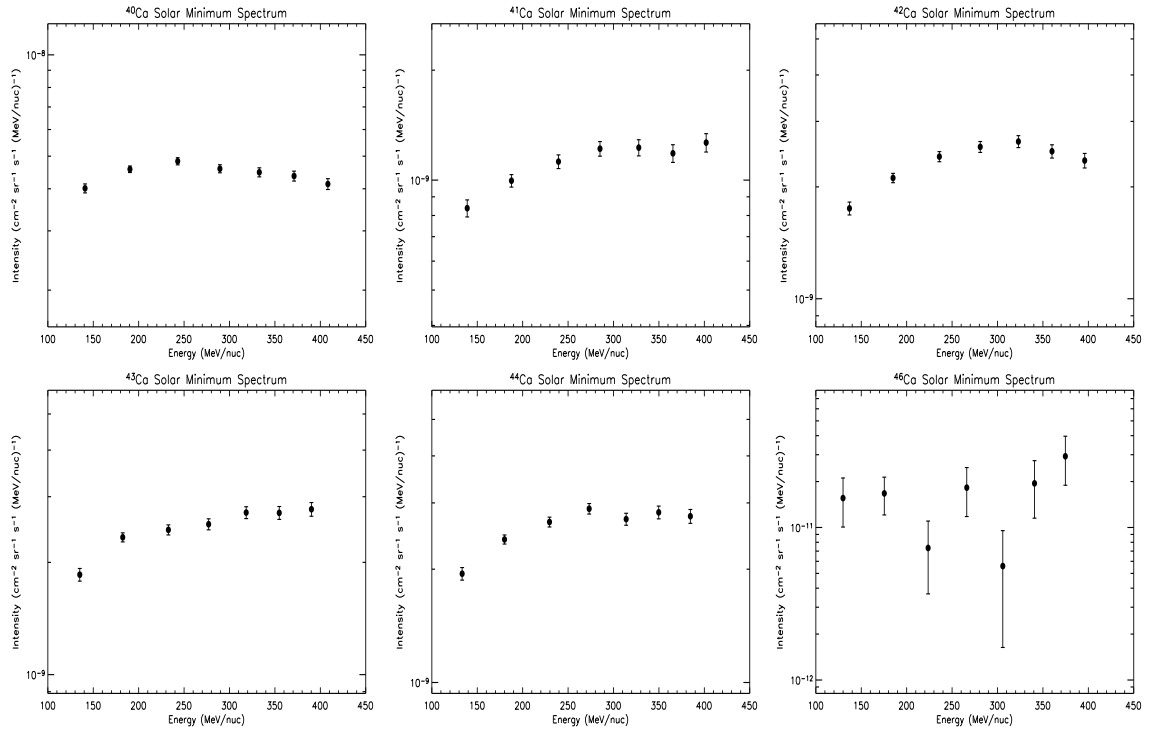 ⁴⁰Ca Solar Minimum Spectrum
Intensity (cm⁻² sr⁻¹ s⁻¹ (MeV/nuc)⁻¹)
10⁻⁸
100 150 200 250 300 350 400 450
Energy (MeV/nuc)
⁴¹Ca Solar Minimum Spectrum
Intensity (cm⁻² sr⁻¹ s⁻¹ (MeV/nuc)⁻¹)
10⁻⁹
100 150 200 250 300 350 400 450
Energy (MeV/nuc)
⁴²Ca Solar Minimum Spectrum
Intensity (cm⁻² sr⁻¹ s⁻¹ (MeV/nuc)⁻¹)
10⁻⁹
100 150 200 250 300 350 400 450
Energy (MeV/nuc)
⁴³Ca Solar Minimum Spectrum
Intensity (cm⁻² sr⁻¹ s⁻¹ (MeV/nuc)⁻¹)
10⁻⁹
100 150 200 250 300 350 400 450
Energy (MeV/nuc)
⁴⁴Ca Solar Minimum Spectrum
Intensity (cm⁻² sr⁻¹ s⁻¹ (MeV/nuc)⁻¹)
10⁻⁹
100 150 200 250 300 350 400 450
Energy (MeV/nuc)
⁴⁶Ca Solar Minimum Spectrum
Intensity (cm⁻² sr⁻¹ s⁻¹ (MeV/nuc)⁻¹)
10⁻¹¹
10⁻¹²
100 150 200 250 300 350 400 450
Energy (MeV/nuc)